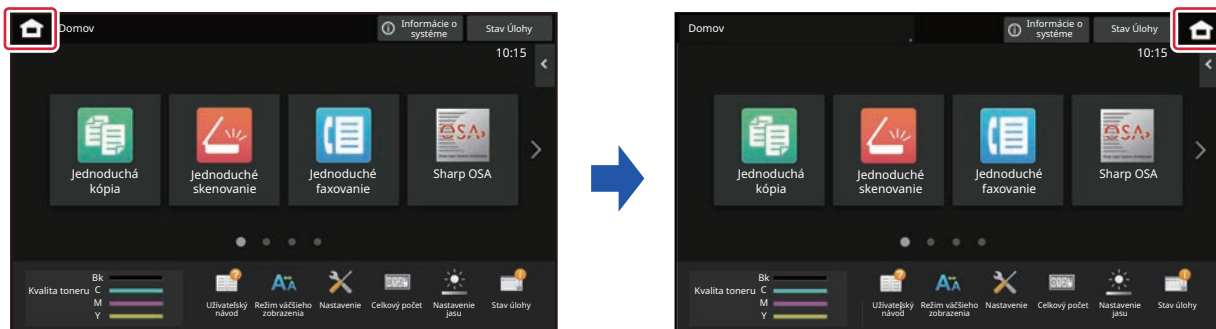 Domov
Informácie o
systéme
Stav Úlohy
10:15
Jednoduchá
kópia
Jednoduché
skenovanie
Jednoduché
faxovanie
OSA
Sharp OSA
Kvalita toneru
Bk
C
M
Y
Užívateľský
návod
Režim väčšieho
zobrazenia
Nastavenie
Celkový počet
Nastavenie
jasu
Stav úlohy
Domov
Informácie o
systéme
Stav Úlohy
10:15
Jednoduchá
kópia
Jednoduché
skenovanie
Jednoduché
faxovanie
OSA
Sharp OSA
Kvalita toneru
Bk
C
M
Y
Užívateľský
návod
Režim väčšieho
zobrazenia
Nastavenie
Celkový počet
Nastavenie
jasu
Stav úlohy